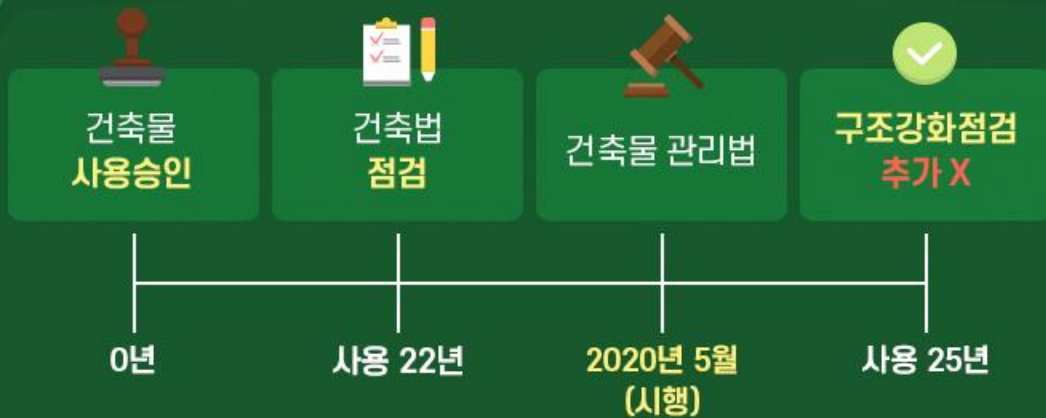 건축물
사용승인
건축법
점검
건축물 관리법
구조강화점검
추가 X
0년
사용 22년
2020년 5월
(시행)
사용 25년